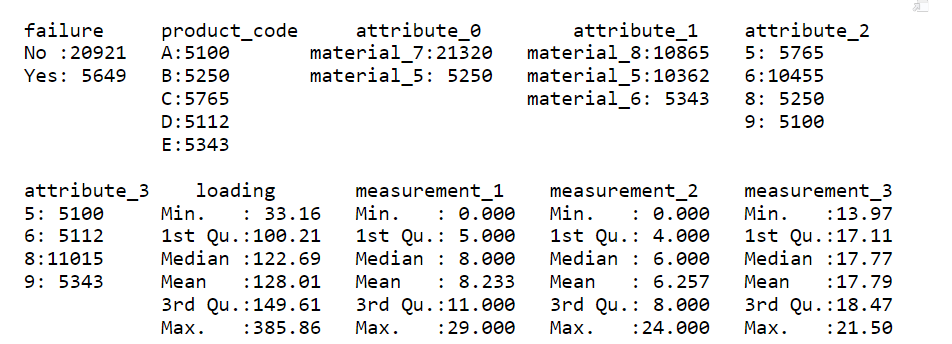 failure product_code attribute_0 attribute_1 attribute_2
No :20921 A:5100 material_7:21320 material_8:10865 5: 5765
Yes: 5649 B:5250 material_5: 5250 material_5:10362 6:10455
C:5765 material_6: 5343 8: 5250
D:5112 9: 5100
E:5343
attribute_3 loading measurement_1 measurement_2 measurement_3
5: 5100 Min. : 33.16 Min. : 0.000 Min. : 0.000 Min. :13.97
6: 5112 1st Qu.:100.21 1st Qu.: 5.000 1st Qu.: 4.000 1st Qu.:17.11
8:11015 Median :122.69 Median : 8.000 Median : 6.000 Median :17.77
9: 5343 Mean :128.01 Mean : 8.233 Mean : 6.257 Mean :17.79
3rd Qu.:149.61 3rd Qu.:11.000 3rd Qu.: 8.000 3rd Qu.:18.47
Max. :385.86 Max. :29.000 Max. :24.000 Max. :21.50